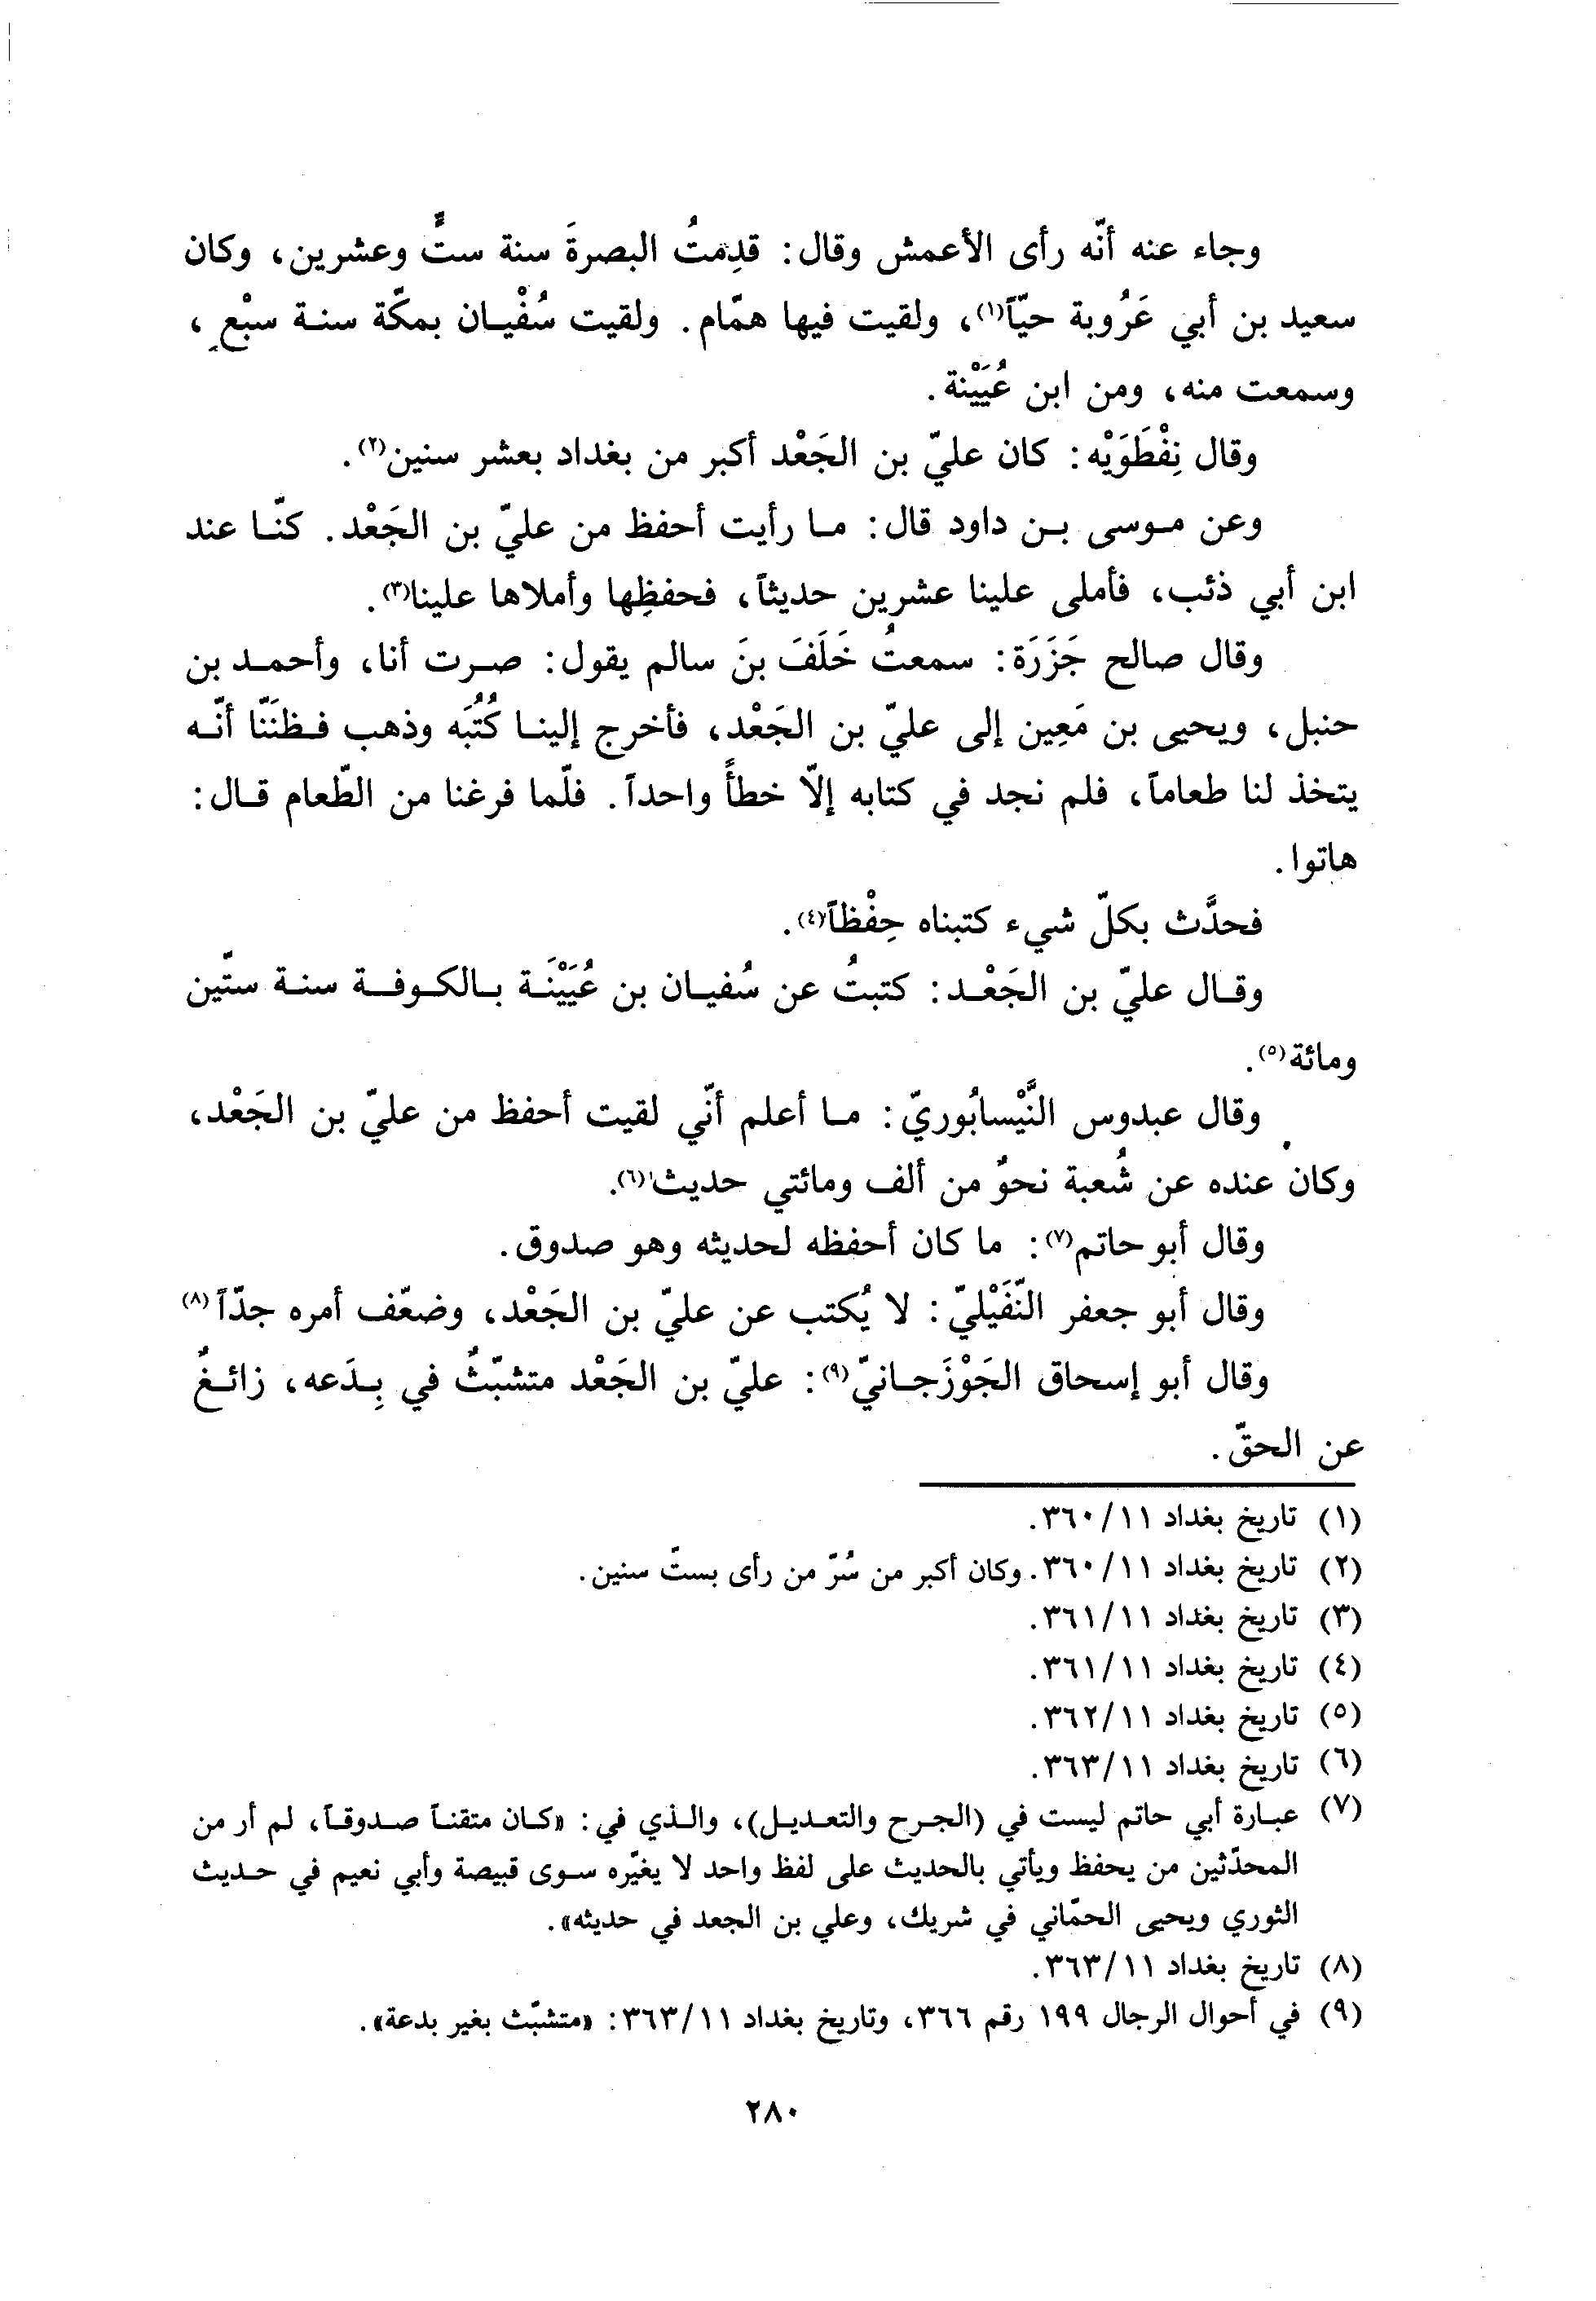 وجاء عنه أنّه رأى الأعمش وقال: قدِمتُ البصرةَ سنة ستٍّ وعشرين، وكان
سعيد بن أبي عَرُوبة حيّاً(١)، ولقيت فيها همّام. ولقيت سُفْيان بمكّة سنة سبْعٍ،
وسمعت منه، ومن ابن عُيَيْنة.
وقال نِفْطَوَيْه: كان عليّ بن الجَعْد أكبر من بغداد بعشر سنين(٢).
وعن موسى بن داود قال: ما رأيت أحفظ من عليّ بن الجَعْد. كنّا عند
ابن أبي ذئب، فأملى علينا عشرين حديثاً، فحفظِها وأملاها علينا(٣).
وقال صالح جَزَرَة: سمعتُ خَلَفَ بنَ سالم يقول: صرت أنا، وأحمد بن
حنبل، ويحيى بن مَعِين إلى عليّ بن الجَعْد، فأخرج إلينا كُتُبَه وذهب فظنَنّا أنّه
يتخذ لنا طعاماً، فلم نجد في كتابه إلّا خطأً واحداً. فلّما فرغنا من الطّعام قال:
هاتوا.
فحدَّث بكلّ شيء كتبناه حِفْظاً(٤).
وقال عليّ بن الجَعْد: كتبتُ عن سُفيان بن عُيَيْنَة بالكوفة سنة ستّين
ومائة(٥).
وقال عبدوس النَّيْسابُوريّ: ما أعلم أنّي لقيت أحفظ من عليّ بن الجَعْد،
وكان عنده عن شُعبة نحوٌ من ألف ومائتي حديث(٦).
وقال أبو حاتم(٧): ما كان أحفظه لحديثه وهو صدوق.
وقال أبو جعفر النّفَيْليّ: لا يُكتب عن عليّ بن الجَعْد، وضعّف أمره جدّاً(٨)
وقال أبو إسحاق الجَوْزَجانيّ(٩): عليّ بن الجَعْد متشبّثٌ في بِدَعه، زائغٌ
عن الحقّ.
(١) تاريخ بغداد ١١/٣٦٠.
(٢) تاريخ بغداد ١١/٣٦٠. وكان أكبر من سُرّ من رأى بستّ سنين.
(٣) تاريخ بغداد ١١/٣٦١.
(٤) تاريخ بغداد ١١/٣٦١.
(٥) تاريخ بغداد ١١/٣٦٢.
(٦) تاريخ بغداد ١١/٣٦٣.
(٧) عبارة أبي حاتم ليست في (الجرح والتعديل)، والذي في: «كان متقناً صدوقاً، لم أر من
المحدّثين من يحفظ ويأتي بالحديث على لفظ واحد لا يغيّره سوى قبيصة وأبي نعيم في حديث
الثوري ويحيى الحمّاني في شريك، وعلي بن الجعد في حديثه».
(٨) تاريخ بغداد ١١/٣٦٣.
(٩) في أحوال الرجال ١٩٩ رقم ٣٦٦، وتاريخ بغداد ١١/٣٦٣: «متشبّث بغير بدعة».
٢٨٠